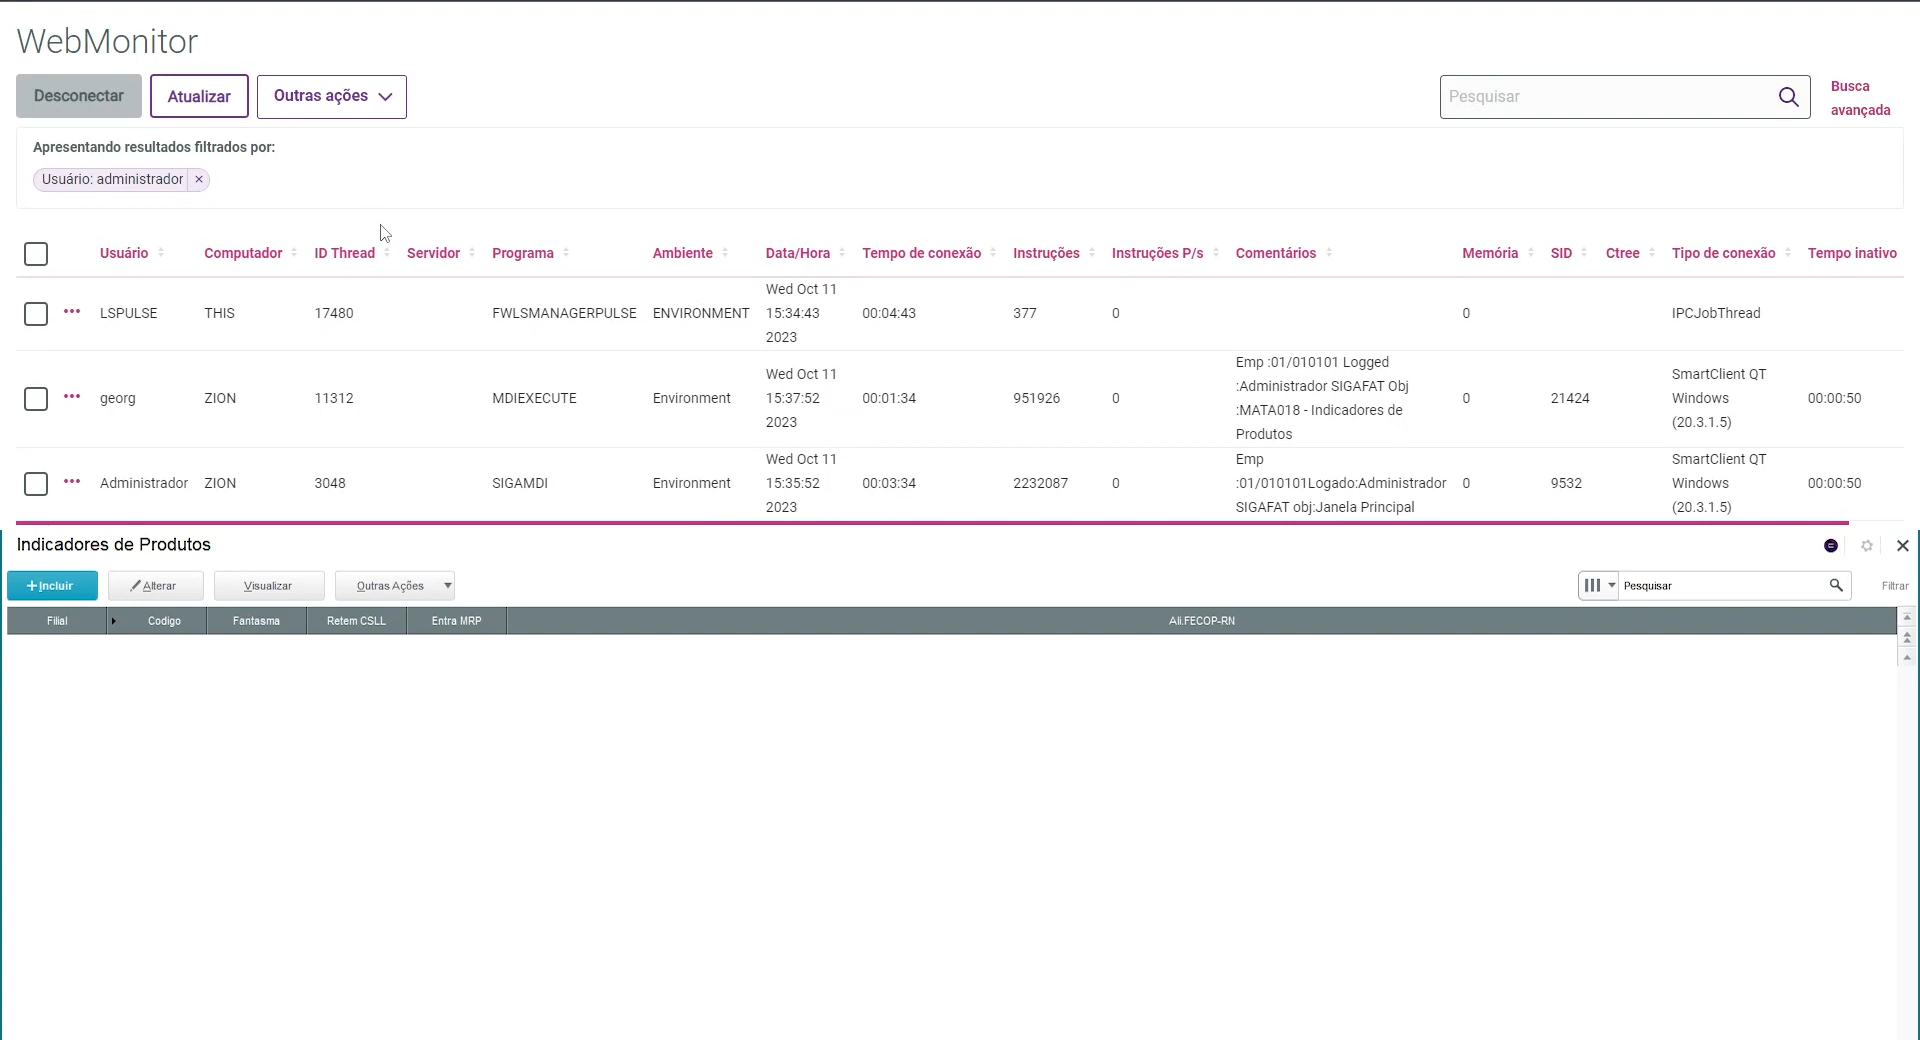 WebMonitor
Desconectar Atualizar Outras ações Pesquisar Busca avançada
Apresentando resultados filtrados por:
Usuário: administrador ×
Usuário Computador ID Thread Servidor Programa Ambiente Data/Hora Tempo de conexão Instruções Instruções P/s Comentários Memória SID Ctree Tipo de conexão Tempo inativo
LSPULSE THIS 17480 FWLSMANAGERPULSE ENVIRONMENT Wed Oct 11 15:34:43 2023 00:04:43 377 0 0 IPCJobThread
georg ZION 11312 MDIEXECUTE Environment Wed Oct 11 15:37:52 2023 00:01:34 951926 0 Emp :01/010101 Logged :Administrador SIGAFAT Obj :MATA018 - Indicadores de Produtos 0 21424 SmartClient QT Windows (20.3.1.5) 00:00:50
Administrador ZION 3048 SIGAMDI Environment Wed Oct 11 15:35:52 2023 00:03:34 2232087 0 Emp :01/010101Logado:Administrador SIGAFAT obj:Janela Principal 0 9532 SmartClient QT Windows (20.3.1.5) 00:00:50
Indicadores de Produtos
+Incluir Alterar Visualizar Outras Ações Pesquisar Filtrar
Filial Codigo Fantasma Retem CSLL Entra MRP Ali.FECOP-RN